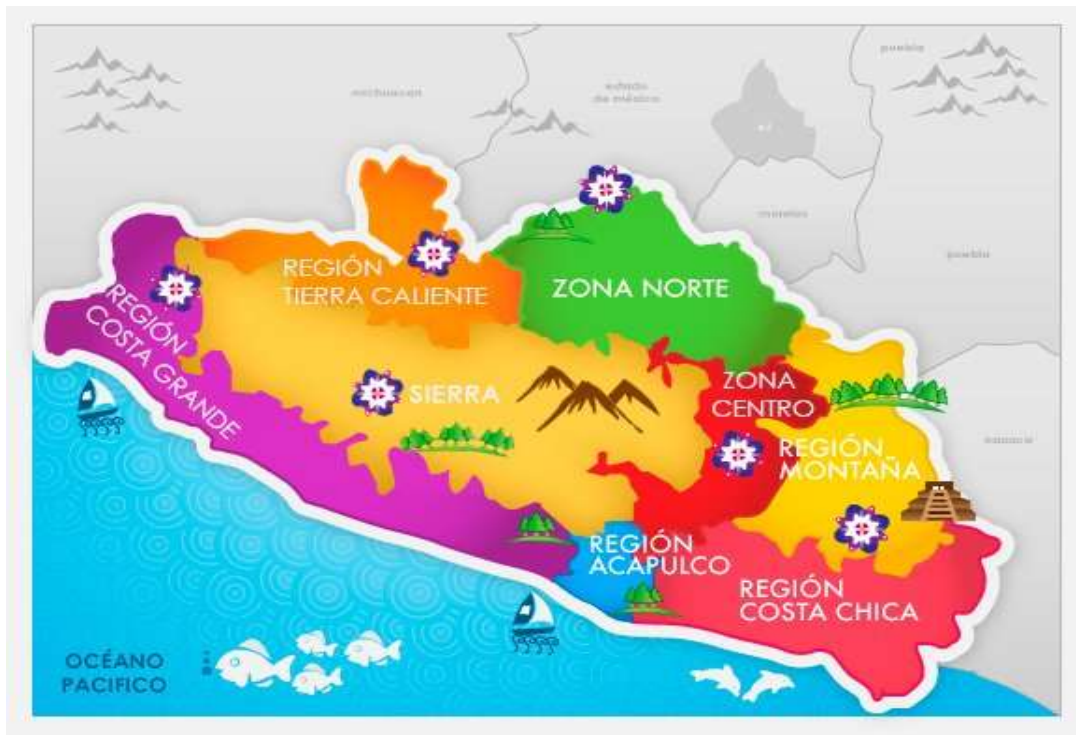 puebla
michoacan
estado
de méxico
morelos
puebla
REGIÓN
TIERRA CALIENTE
ZONA NORTE
REGIÓN
COSTA GRANDE
SIERRA
ZONA
CENTRO
REGIÓN
MONTAÑA
REGIÓN
ACAPULCO
REGIÓN
COSTA CHICA
OCÉANO
PACIFICO